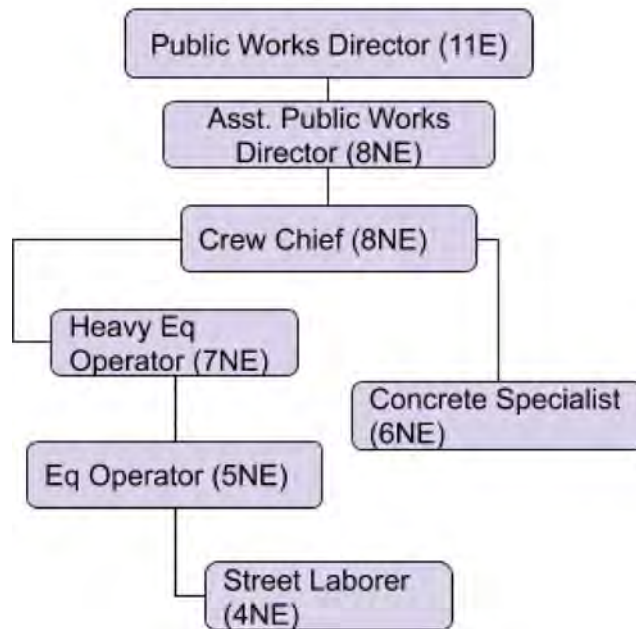 Public Works Director (11E)
Asst. Public Works
Director (8NE)
Crew Chief (8NE)
Heavy Eq
Operator (7NE)
Concrete Specialist
(6NE)
Eq Operator (5NE)
Street Laborer
(4NE)